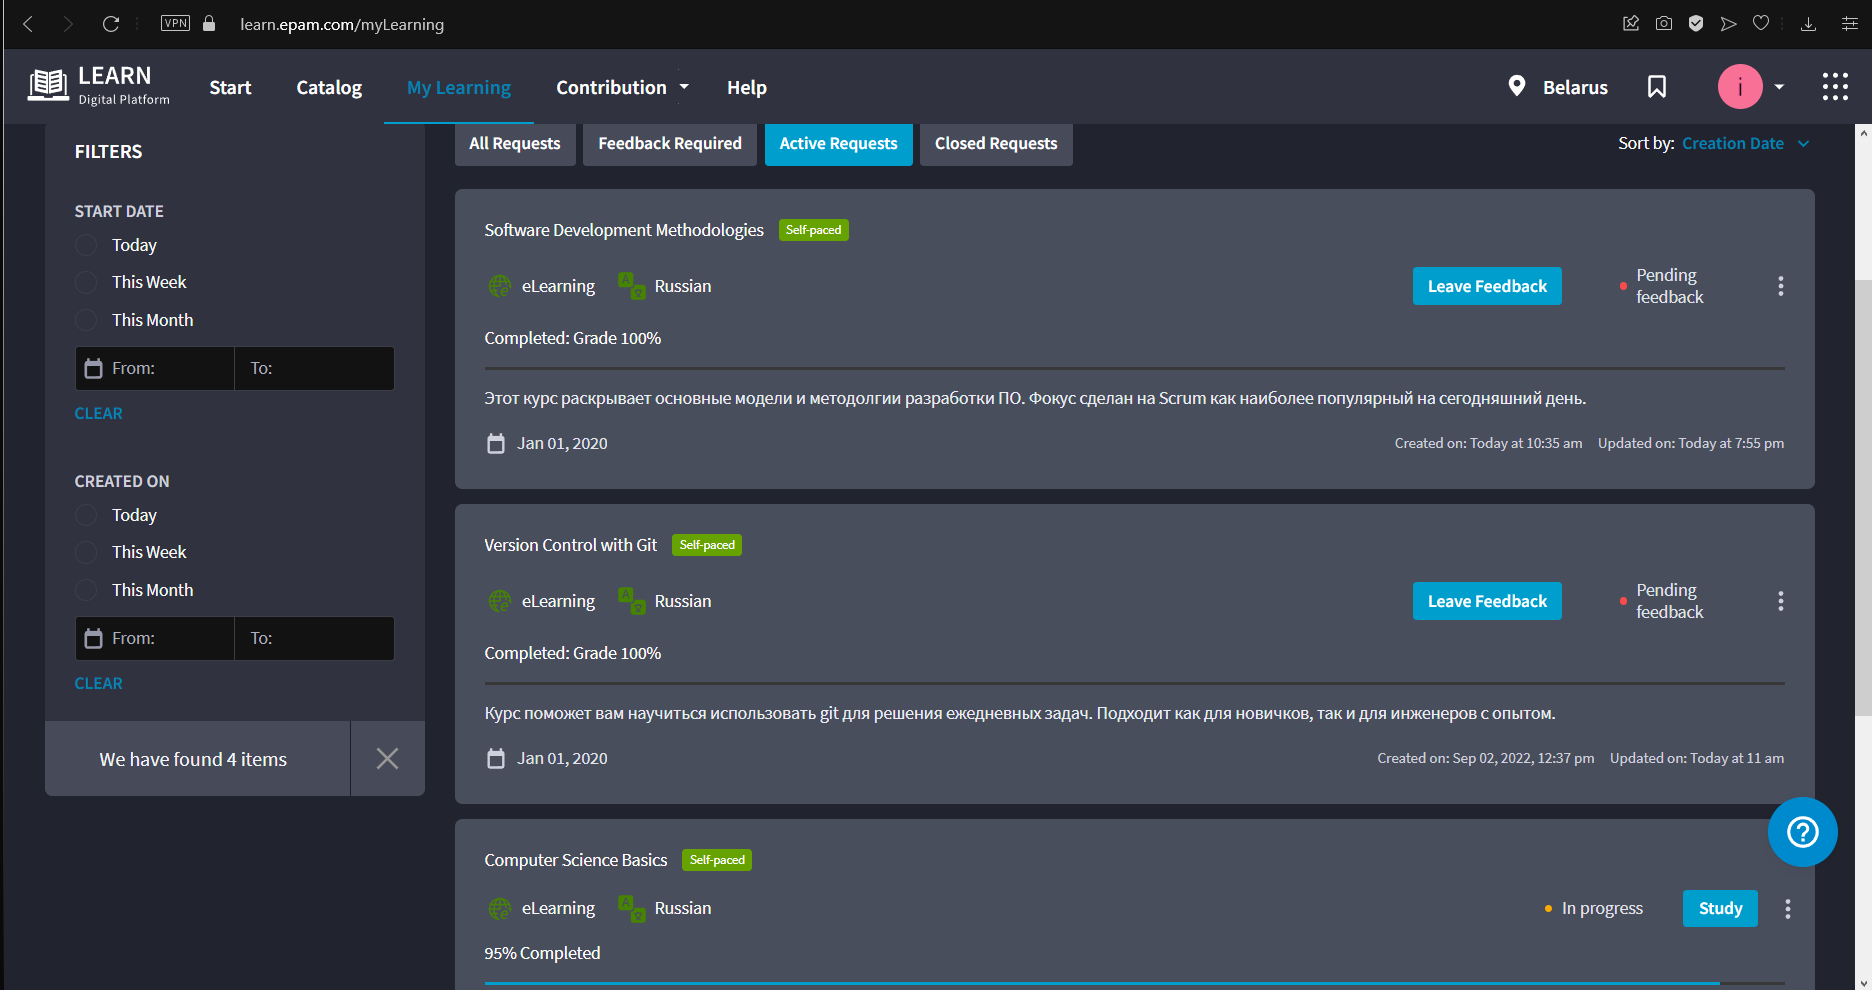 VPN learn.epam.com/myLearning
LEARN
Digital Platform
Start Catalog My Learning Contribution Help
Belarus
i
FILTERS
START DATE
Today
This Week
This Month
From: To:
CLEAR
CREATED ON
Today
This Week
This Month
From: To:
CLEAR
We have found 4 items
All Requests Feedback Required Active Requests Closed Requests
Sort by: Creation Date
Software Development Methodologies Self-paced
eLearning Russian
Leave Feedback
Pending
feedback
Completed: Grade 100%
Этот курс раскрывает основные модели и методолгии разработки ПО. Фокус сделан на Scrum как наиболее популярный на сегодняшний день.
Jan 01, 2020
Created on: Today at 10:35 am Updated on: Today at 7:55 pm
Version Control with Git Self-paced
eLearning Russian
Leave Feedback
Pending
feedback
Completed: Grade 100%
Курс поможет вам научиться использовать git для решения ежедневных задач. Подходит как для новичков, так и для инженеров с опытом.
Jan 01, 2020
Created on: Sep 02, 2022, 12:37 pm Updated on: Today at 11 am
Computer Science Basics Self-paced
eLearning Russian
In progress
Study
95% Completed